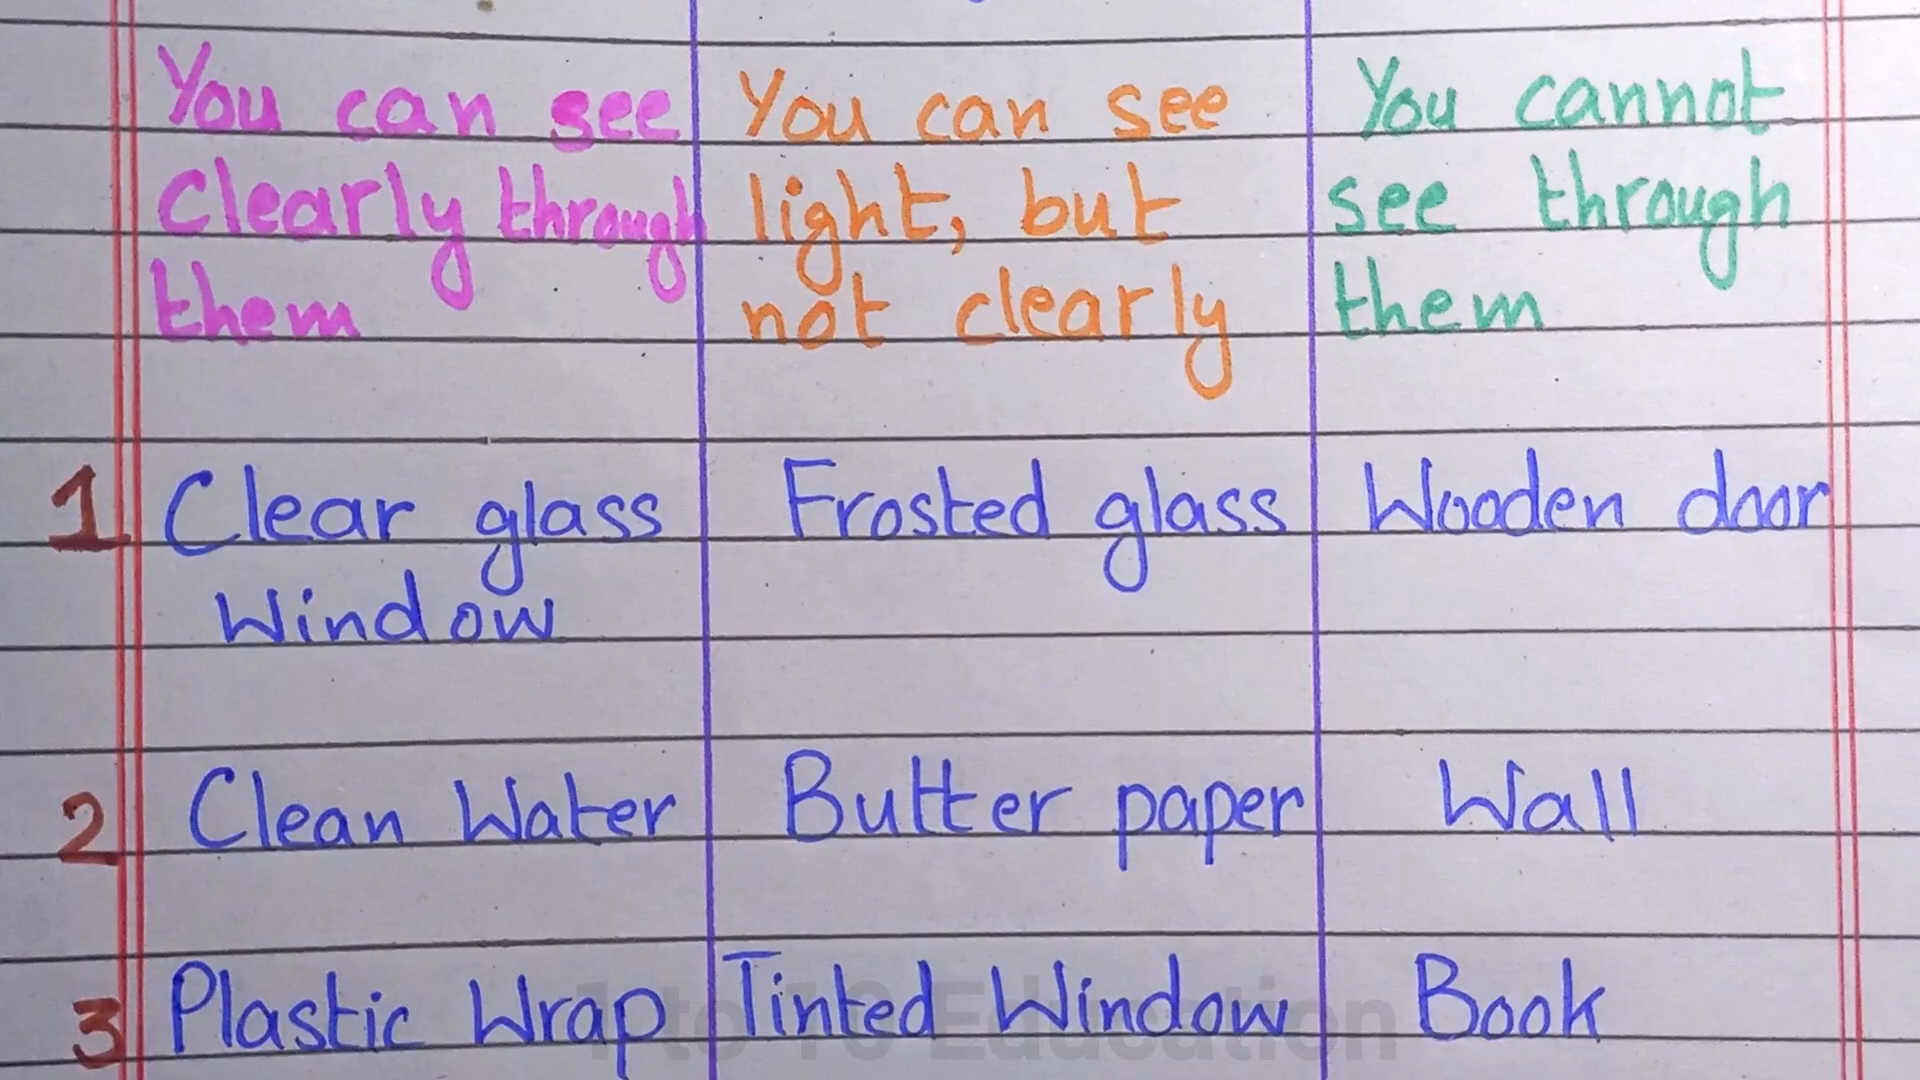 You can see
clearly through
them
You can see
light, but
not clearly
You cannot
see through
them
1 Clear glass
Window
Frosted glass
Wooden door
2 Clean Water
Butter paper
Wall
3 Plastic Wrap
Tinted Window
Book
1 to 10 Education